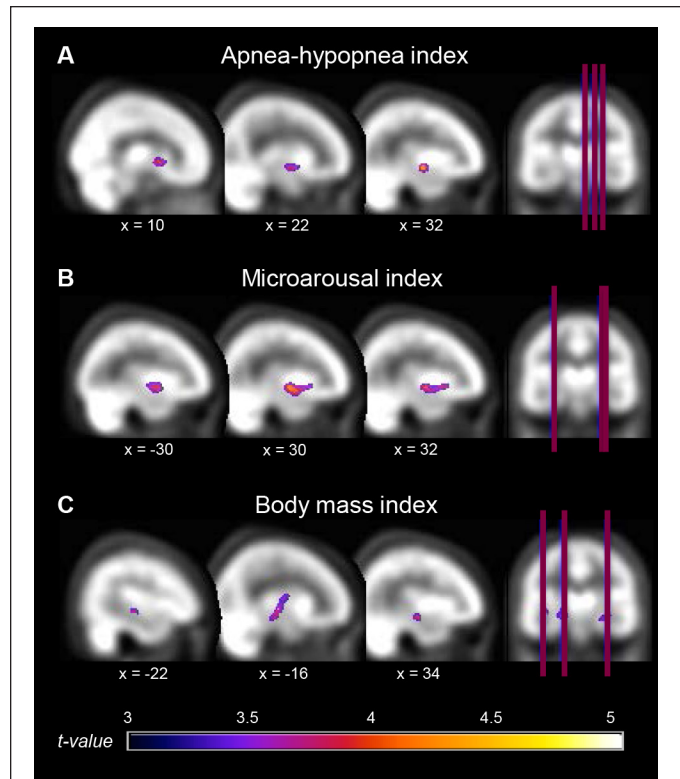 A Apnea-hypopnea index
x = 10 x = 22 x = 32
B Microarousal index
x = -30 x = 30 x = 32
C Body mass index
x = -22 x = -16 x = 34
3 3.5 4 4.5 5
t-value